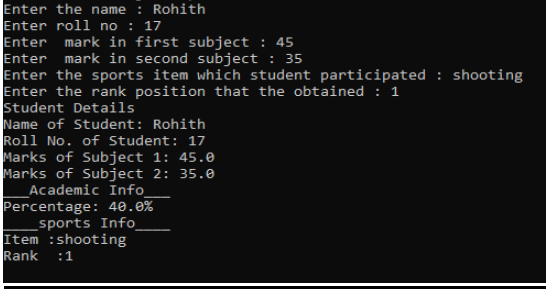 Enter the name : Rohith
Enter roll no : 17
Enter  mark in first subject : 45
Enter  mark in second subject : 35
Enter the sports item which student participated : shooting
Enter the rank position that the obtained : 1
Student Details
Name of Student: Rohith
Roll No. of Student: 17
Marks of Subject 1: 45.0
Marks of Subject 2: 35.0
___Academic Info___
Percentage: 40.0%
____sports Info____
Item :shooting
Rank  :1